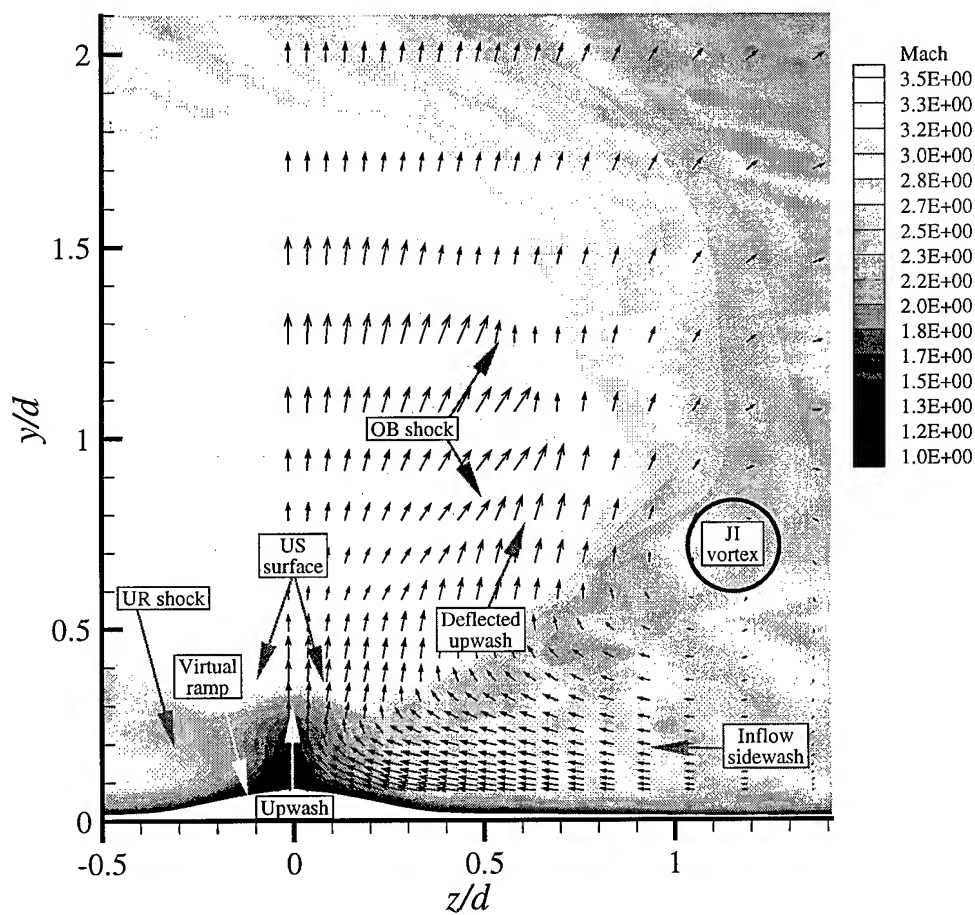 Mach
3.5E+00
3.3E+00
3.2E+00
3.0E+00
2.8E+00
2.7E+00
2.5E+00
2.3E+00
2.2E+00
2.0E+00
1.8E+00
1.7E+00
1.5E+00
1.3E+00
1.2E+00
1.0E+00
2
1.5
1
0.5
0
y/d
OB shock
JI
vortex
US
surface
UR shock
Deflected
upwash
Virtual
ramp
Inflow
sidewash
Upwash
-0.5
0
0.5
1
z/d